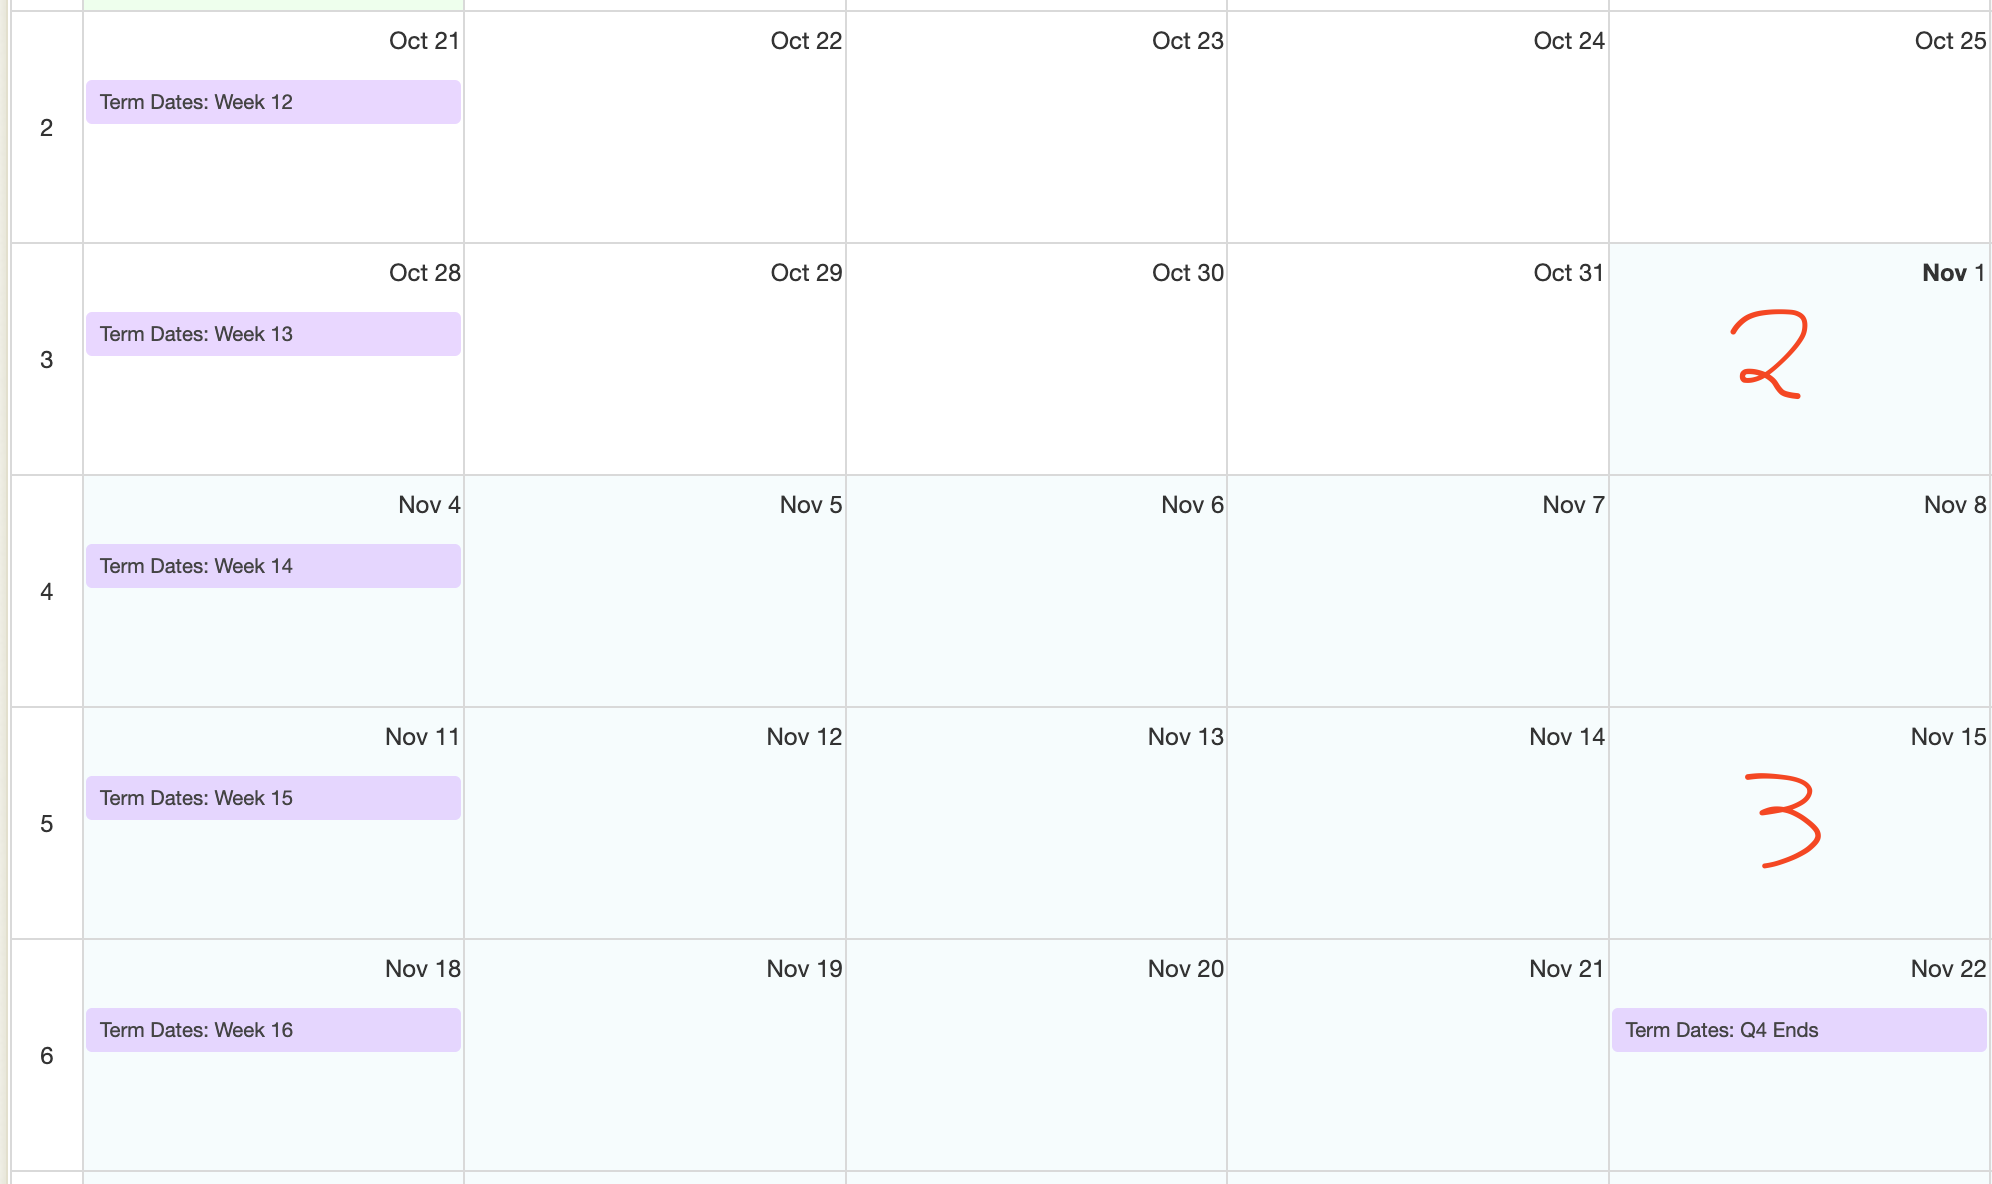 Oct 21
Oct 22
Oct 23
Oct 24
Oct 25
2
Term Dates: Week 12
Oct 28
Oct 29
Oct 30
Oct 31
Nov 1
3
Term Dates: Week 13
2
Nov 4
Nov 5
Nov 6
Nov 7
Nov 8
4
Term Dates: Week 14
Nov 11
Nov 12
Nov 13
Nov 14
Nov 15
5
Term Dates: Week 15
3
Nov 18
Nov 19
Nov 20
Nov 21
Nov 22
6
Term Dates: Week 16
Term Dates: Q4 Ends